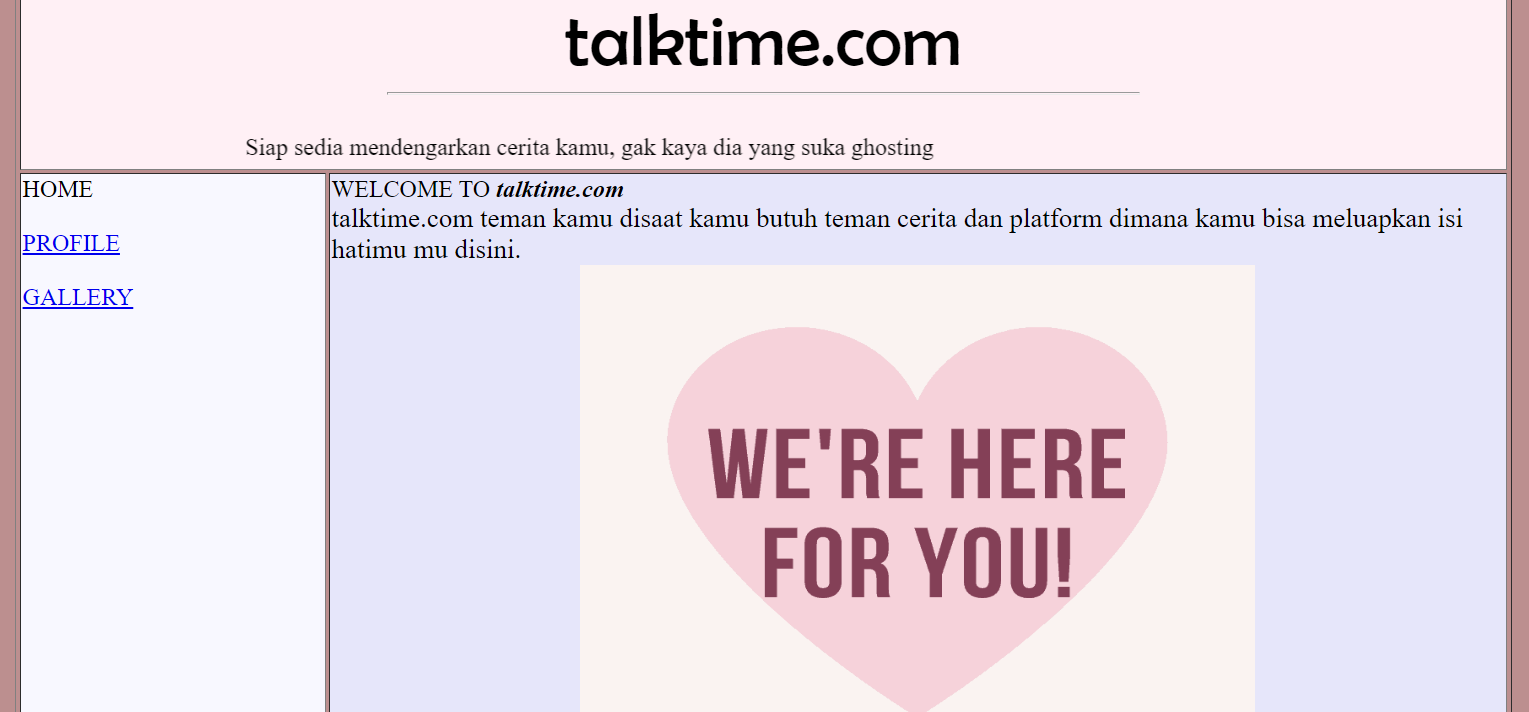 talktime.com
Siap sedia mendengarkan cerita kamu, gak kaya dia yang suka ghosting
HOME
PROFILE
GALLERY
WELCOME TO talktime.com
talktime.com teman kamu disaat kamu butuh teman cerita dan platform dimana kamu bisa meluapkan isi
hatimu mu disini.
WE'RE HERE
FOR YOU!